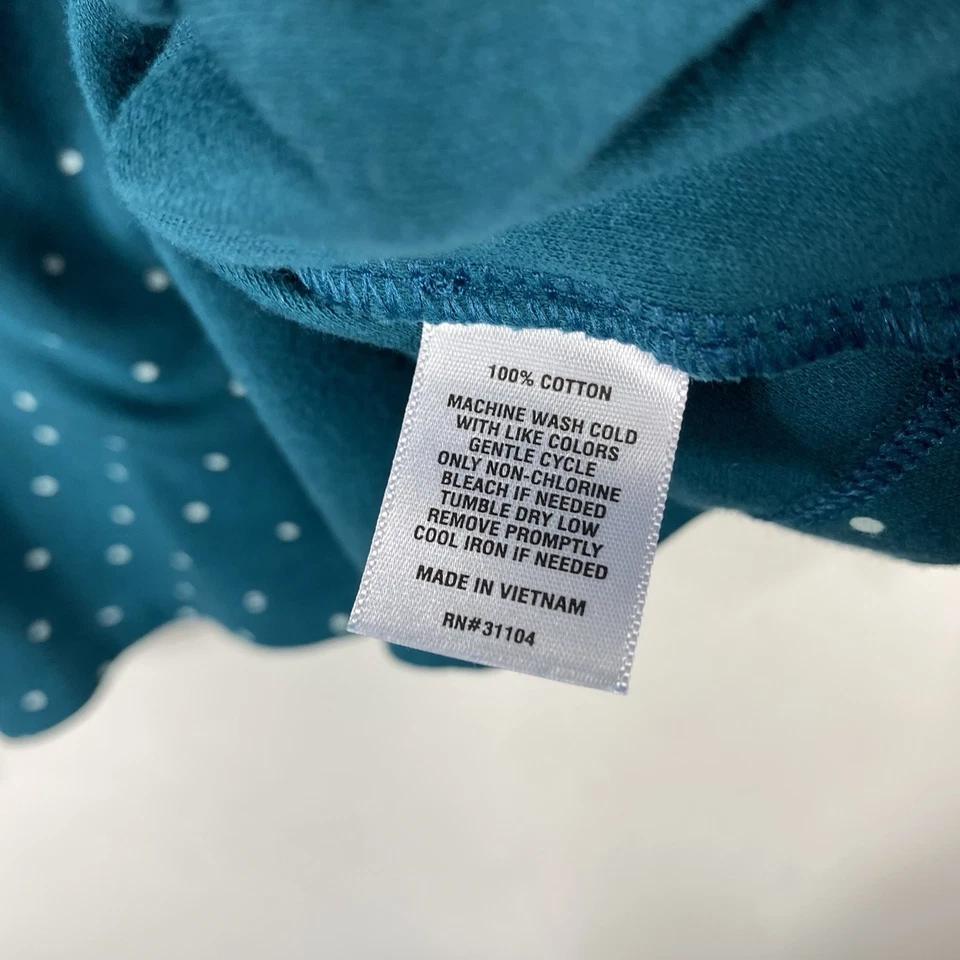 100% COTTON
MACHINE WASH COLD
WITH LIKE COLORS
GENTLE CYCLE
ONLY NON-CHLORINE
BLEACH IF NEEDED
TUMBLE DRY LOW
REMOVE PROMPTLY
COOL IRON IF NEEDED
MADE IN VIETNAM
RN#31104